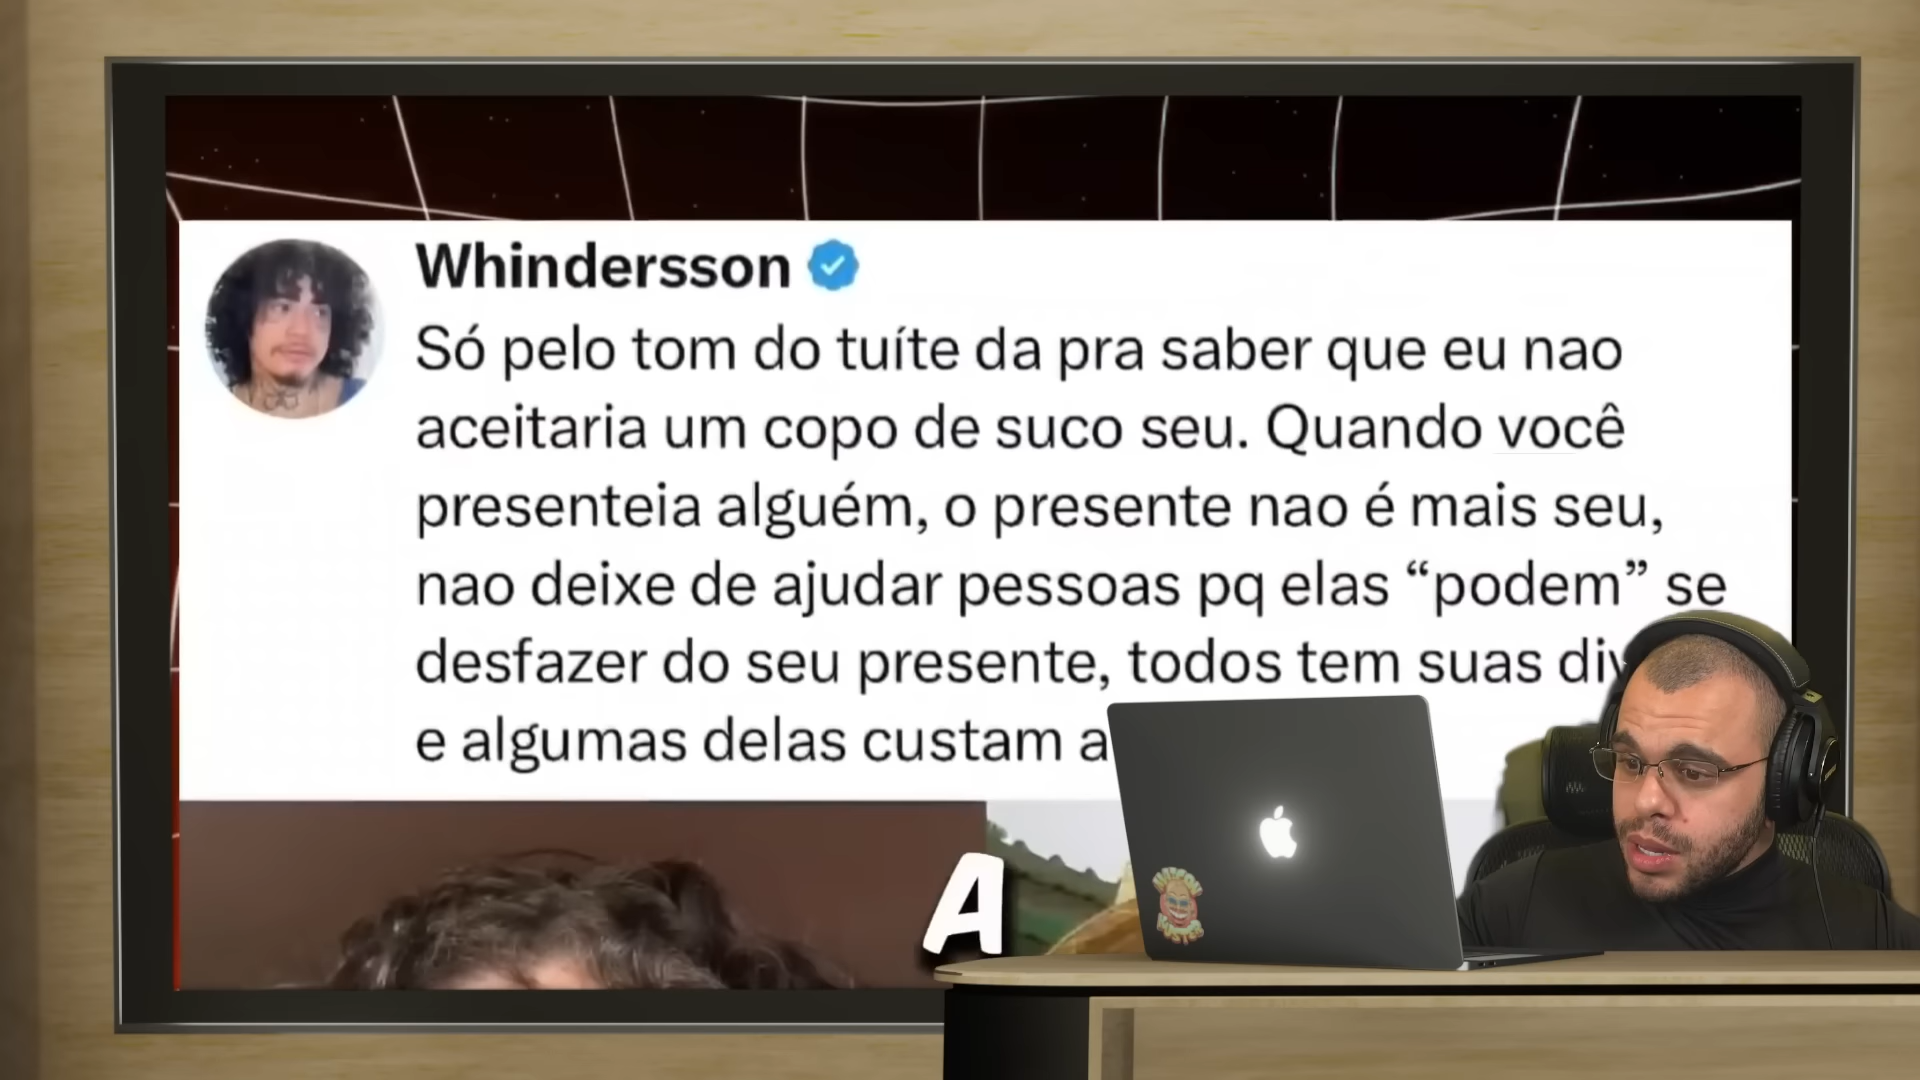 Whindersson
Só pelo tom do tuíte da pra saber que eu nao
aceitaria um copo de suco seu. Quando você
presenteia alguém, o presente nao é mais seu,
nao deixe de ajudar pessoas pq elas “podem” se
desfazer do seu presente, todos tem suas
e algumas delas custam
A